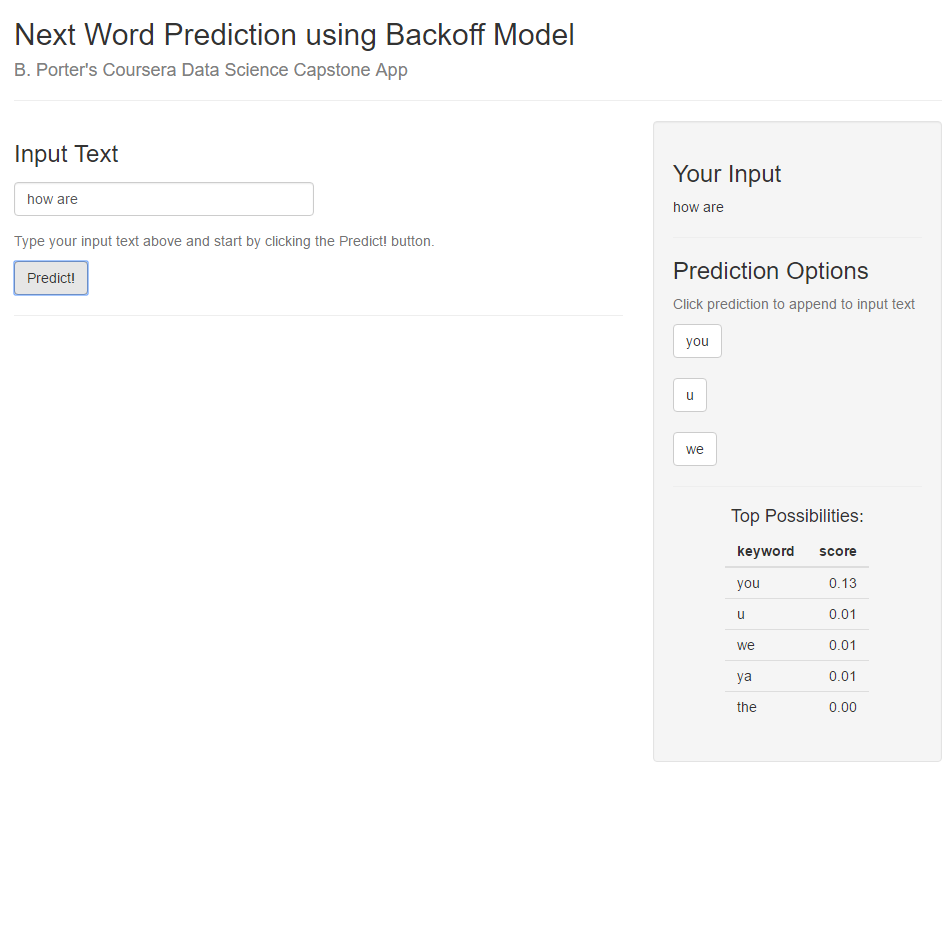 Next Word Prediction using Backoff Model
B. Porter's Coursera Data Science Capstone App
Input Text
how are
Type your input text above and start by clicking the Predict! button.
Predict!
Your Input
how are
Prediction Options
Click prediction to append to input text
you
u
we
Top Possibilities:
keyword score
you 0.13
u 0.01
we 0.01
ya 0.01
the 0.00